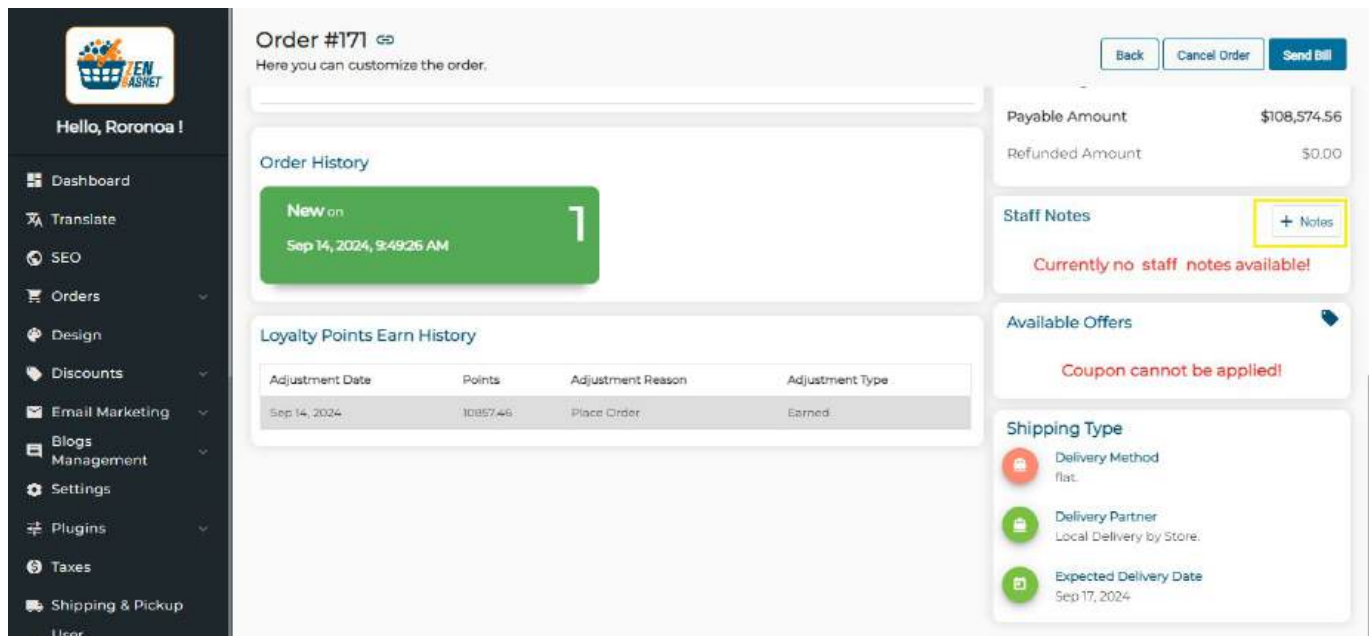 ZEN
BASKET
Hello, Roronoa !
Dashboard
Translate
SEO
Orders
Design
Discounts
Email Marketing
Blogs
Management
Settings
Plugins
Taxes
Shipping & Pickup
User
Order #171
Here you can customize the order.
Back
Cancel Order
Send Bill
Order History
New on
Sep 14, 2024, 9:49:26 AM
1
Loyalty Points Earn History
Adjustment Date Points Adjustment Reason Adjustment Type
Sep 14, 2024 10857.46 Place Order Earned
Payable Amount $108,574.56
Refunded Amount $0.00
Staff Notes
+ Notes
Currently no staff notes available!
Available Offers
Coupon cannot be applied!
Shipping Type
Delivery Method
flat.
Delivery Partner
Local Delivery by Store.
Expected Delivery Date
Sep 17, 2024